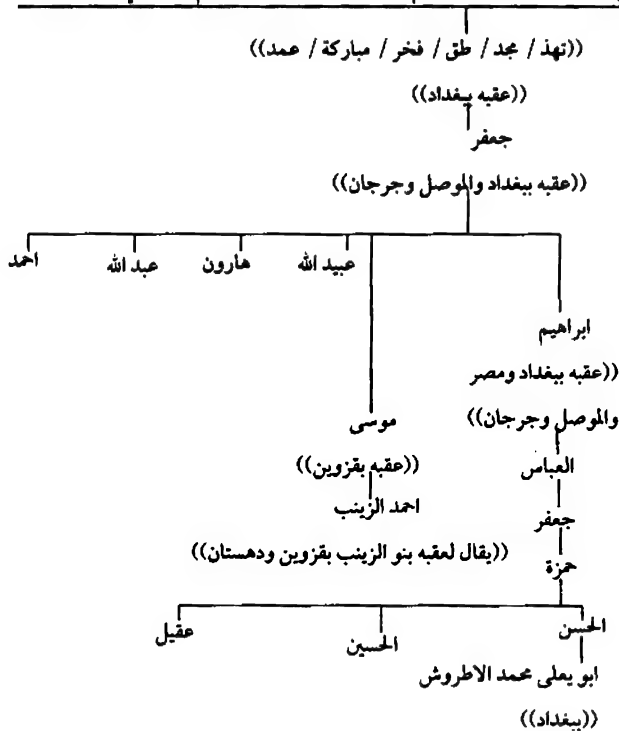 ((تهذ / مجد / طق / فخر / مباركة / عمد))
((عقبه ببغداد))
جعفر
((عقبه ببغداد والموصل وجرجان))
عبيد الله هارون عبد الله احمد
ابراهيم
((عقبه ببغداد ومصر
والموصل وجرجان))
موسى
((عقبه بقزوين))
العباس
احمد الزينب
جعفر
((يقال لعقبه بنو الزينب بقزوين ودهستان))
حمزة
الحسن الحسين عقيل
ابو يعلى محمد الاطروش
((ببغداد))